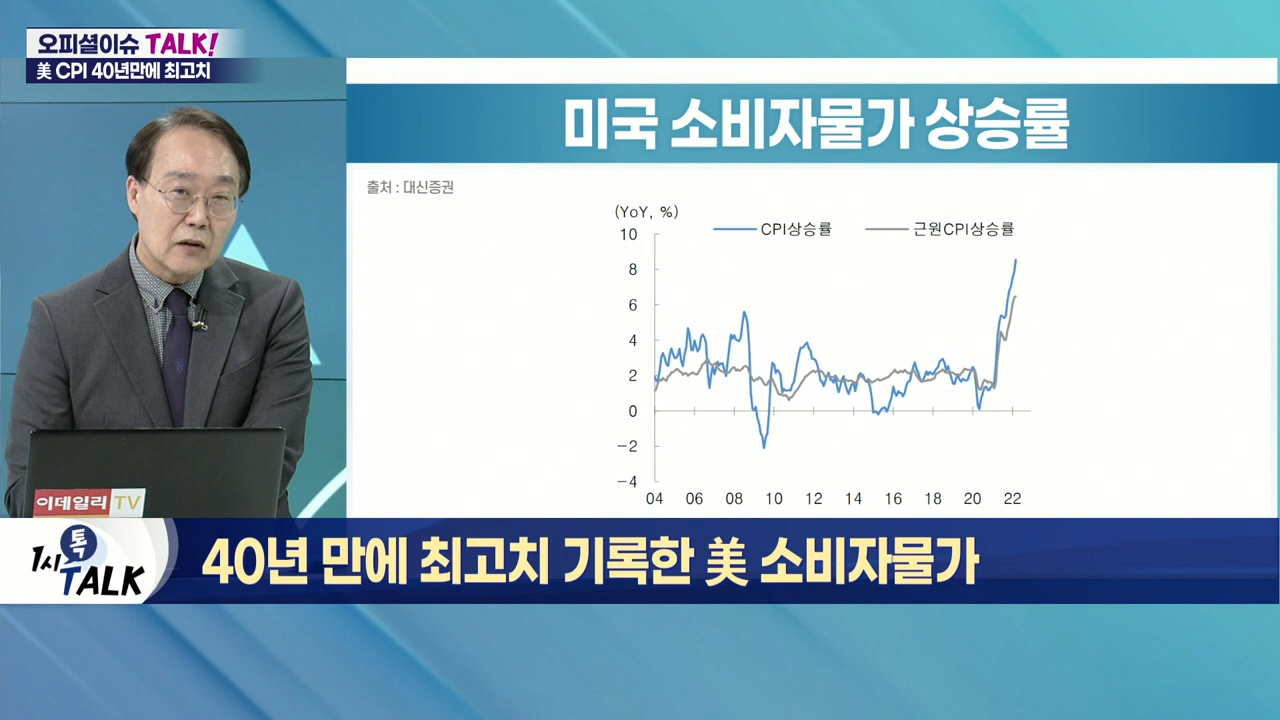 오피셜이슈 TALK!
美 CPI 40년만에 최고치
미국 소비자물가 상승률
출처 : 대신증권
(YoY, %)
CPI상승률 근원CPI상승률
10
8
6
4
2
0
-2
-4
04 06 08 10 12 14 16 18 20 22
이데일리 TV
1시 톡 TALK
40년 만에 최고치 기록한 美 소비자물가